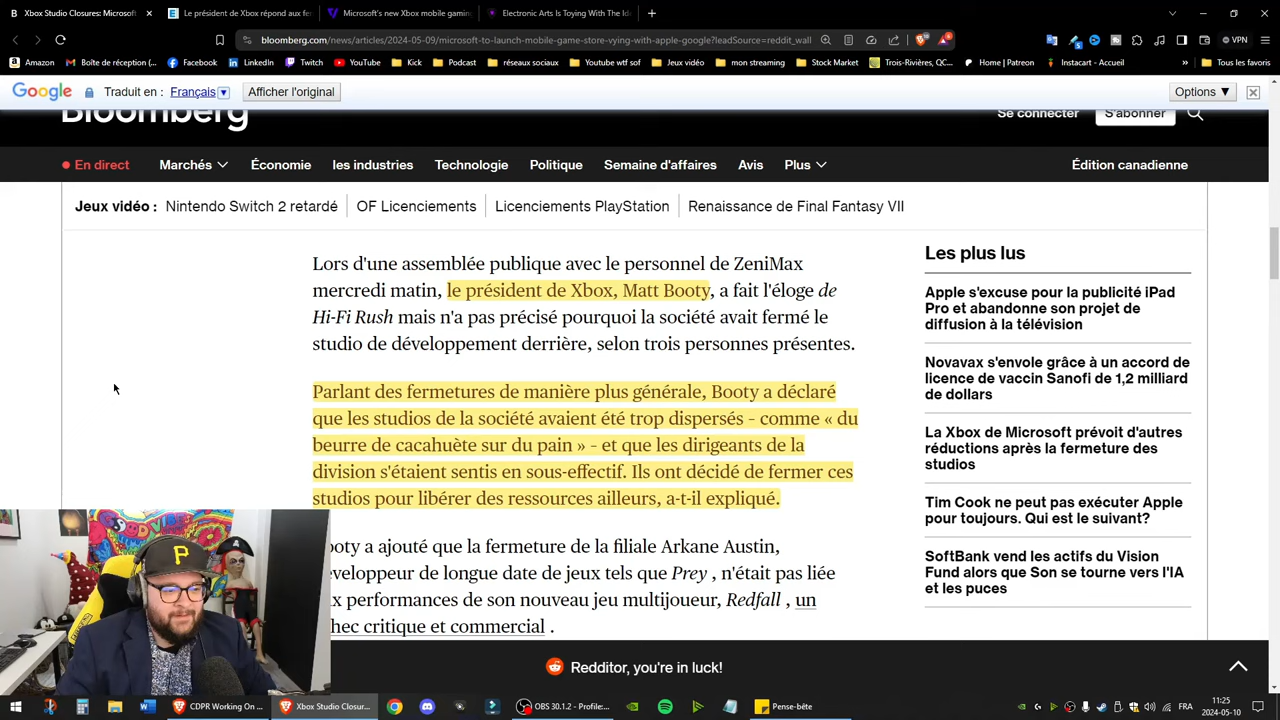 Xbox Studio Closures: Microsoft
Le président de Xbox répond aux fe
Microsoft's new Xbox mobile gaming
Electronic Arts Is Toying With The Id
bloomberg.com/news/articles/2024-05-09/microsoft-to-launch-mobile-game-store-vying-with-apple-google?leadSource=reddit_wall
VPN
Amazon
Boîte de réception (...
Facebook
LinkedIn
Twitch
YouTube
Kick
Podcast
réseaux sociaux
Youtube wtf sof
Jeux vidéo
mon streaming
Stock Market
Trois-Rivières, QC...
Home | Patreon
Instacart - Accueil
»
Tous les favoris
Google
Traduit en :
Français
Afficher l'original
Options ▼
Bloomberg
Se connecter
S'abonner
En direct
Marchés
Économie
les industries
Technologie
Politique
Semaine d'affaires
Avis
Plus
Édition canadienne
Jeux vidéo :
Nintendo Switch 2 retardé
OF Licenciements
Licenciements PlayStation
Renaissance de Final Fantasy VII
Lors d'une assemblée publique avec le personnel de ZeniMax
mercredi matin, le président de Xbox, Matt Booty, a fait l'éloge de
Hi-Fi Rush mais n'a pas précisé pourquoi la société avait fermé le
studio de développement derrière, selon trois personnes présentes.
Parlant des fermetures de manière plus générale, Booty a déclaré
que les studios de la société avaient été trop dispersés – comme « du
beurre de cacahuète sur du pain » – et que les dirigeants de la
division s'étaient sentis en sous-effectif. Ils ont décidé de fermer ces
studios pour libérer des ressources ailleurs, a-t-il expliqué.
ooty a ajouté que la fermeture de la filiale Arkane Austin,
éveloppeur de longue date de jeux tels que Prey , n'était pas liée
ux performances de son nouveau jeu multijoueur, Redfall , un
chec critique et commercial .
Les plus lus
Apple s'excuse pour la publicité iPad
Pro et abandonne son projet de
diffusion à la télévision
Novavax s'envole grâce à un accord de
licence de vaccin Sanofi de 1,2 milliard
de dollars
La Xbox de Microsoft prévoit d'autres
réductions après la fermeture des
studios
Tim Cook ne peut pas exécuter Apple
pour toujours. Qui est le suivant?
SoftBank vend les actifs du Vision
Fund alors que Son se tourne vers l'IA
et les puces
Redditor, you're in luck!
CDPR Working On ...
Xbox Studio Closur...
OBS 30.1.2 - Profile:...
Pense-bête
FR
11:25
2024-05-10